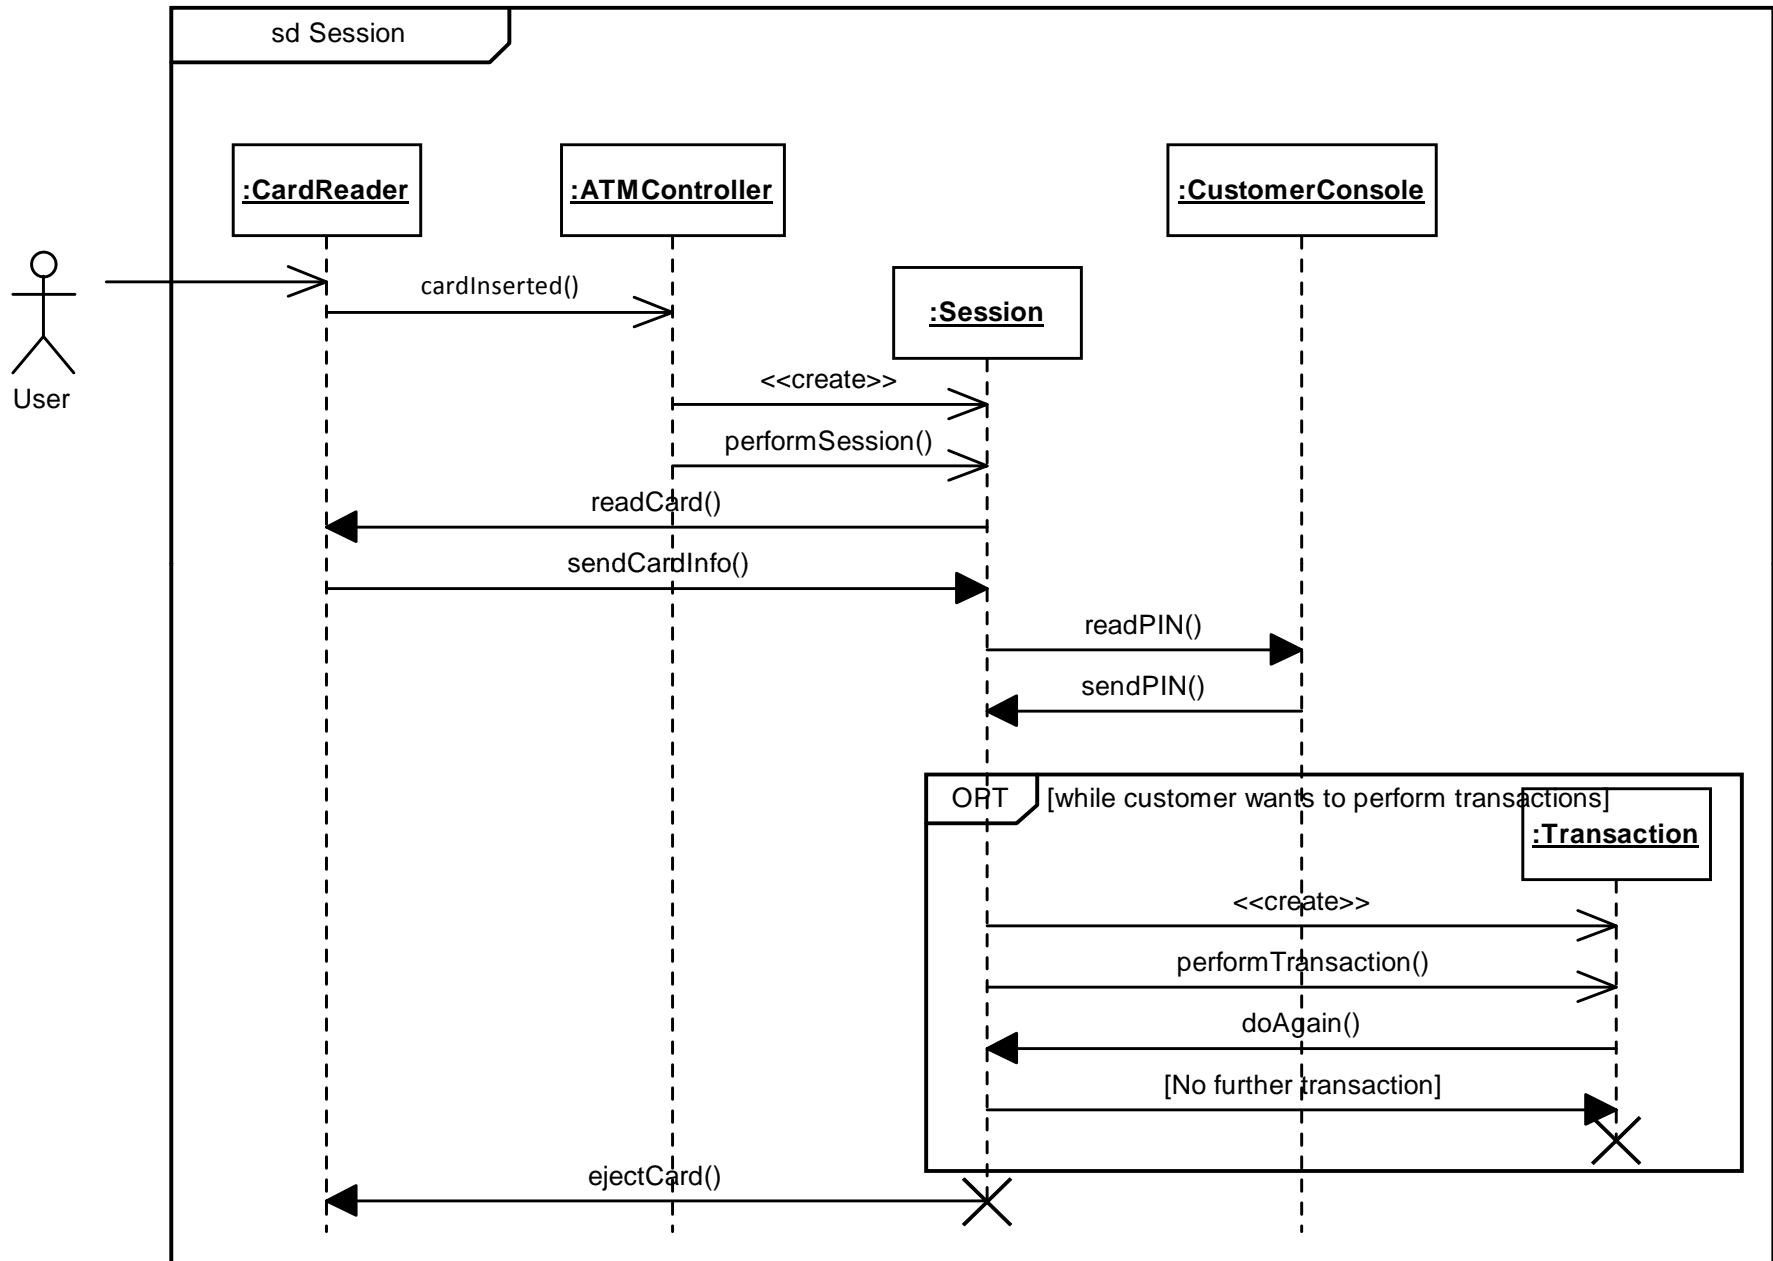 sd Session
:CardReader
:ATMController
:CustomerConsole
cardInserted()
:Session
User
<<create>>
performSession()
readCard()
sendCardInfo()
readPIN()
sendPIN()
OPT
[while customer wants to perform transactions]
:Transaction
<<create>>
performTransaction()
doAgain()
[No further transaction]
ejectCard()